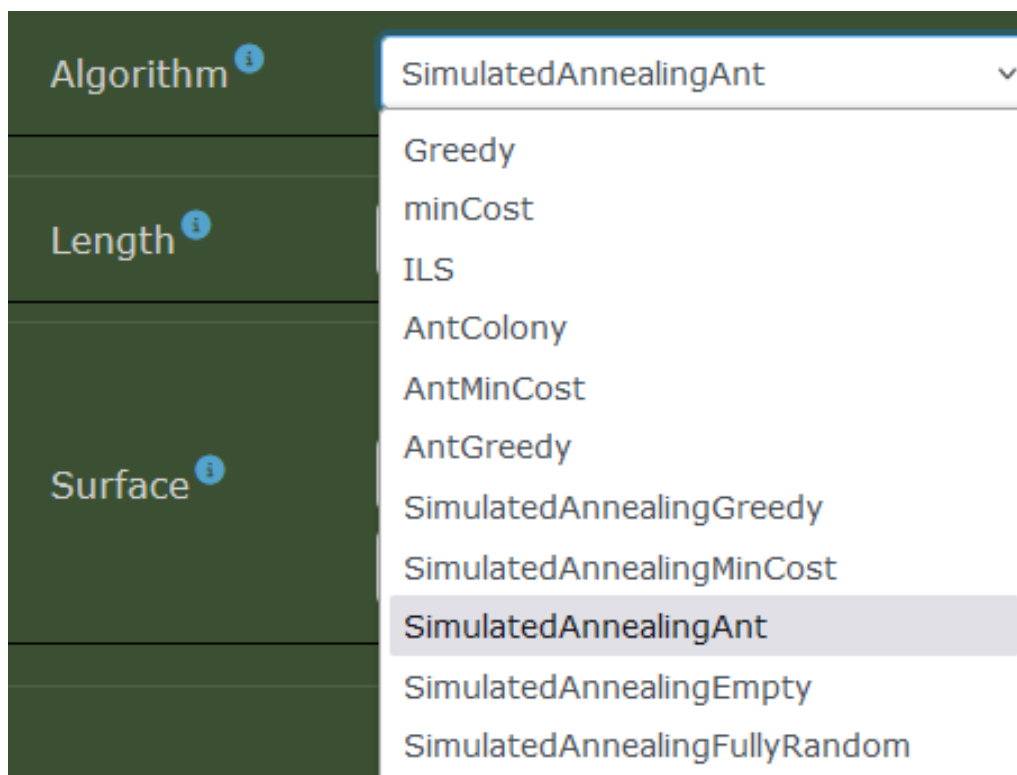 Algorithm i SimulatedAnnealingAnt
Greedy
minCost
Length i
ILS
AntColony
AntMinCost
AntGreedy
Surface i
SimulatedAnnealingGreedy
SimulatedAnnealingMinCost
SimulatedAnnealingAnt
SimulatedAnnealingEmpty
SimulatedAnnealingFullyRandom